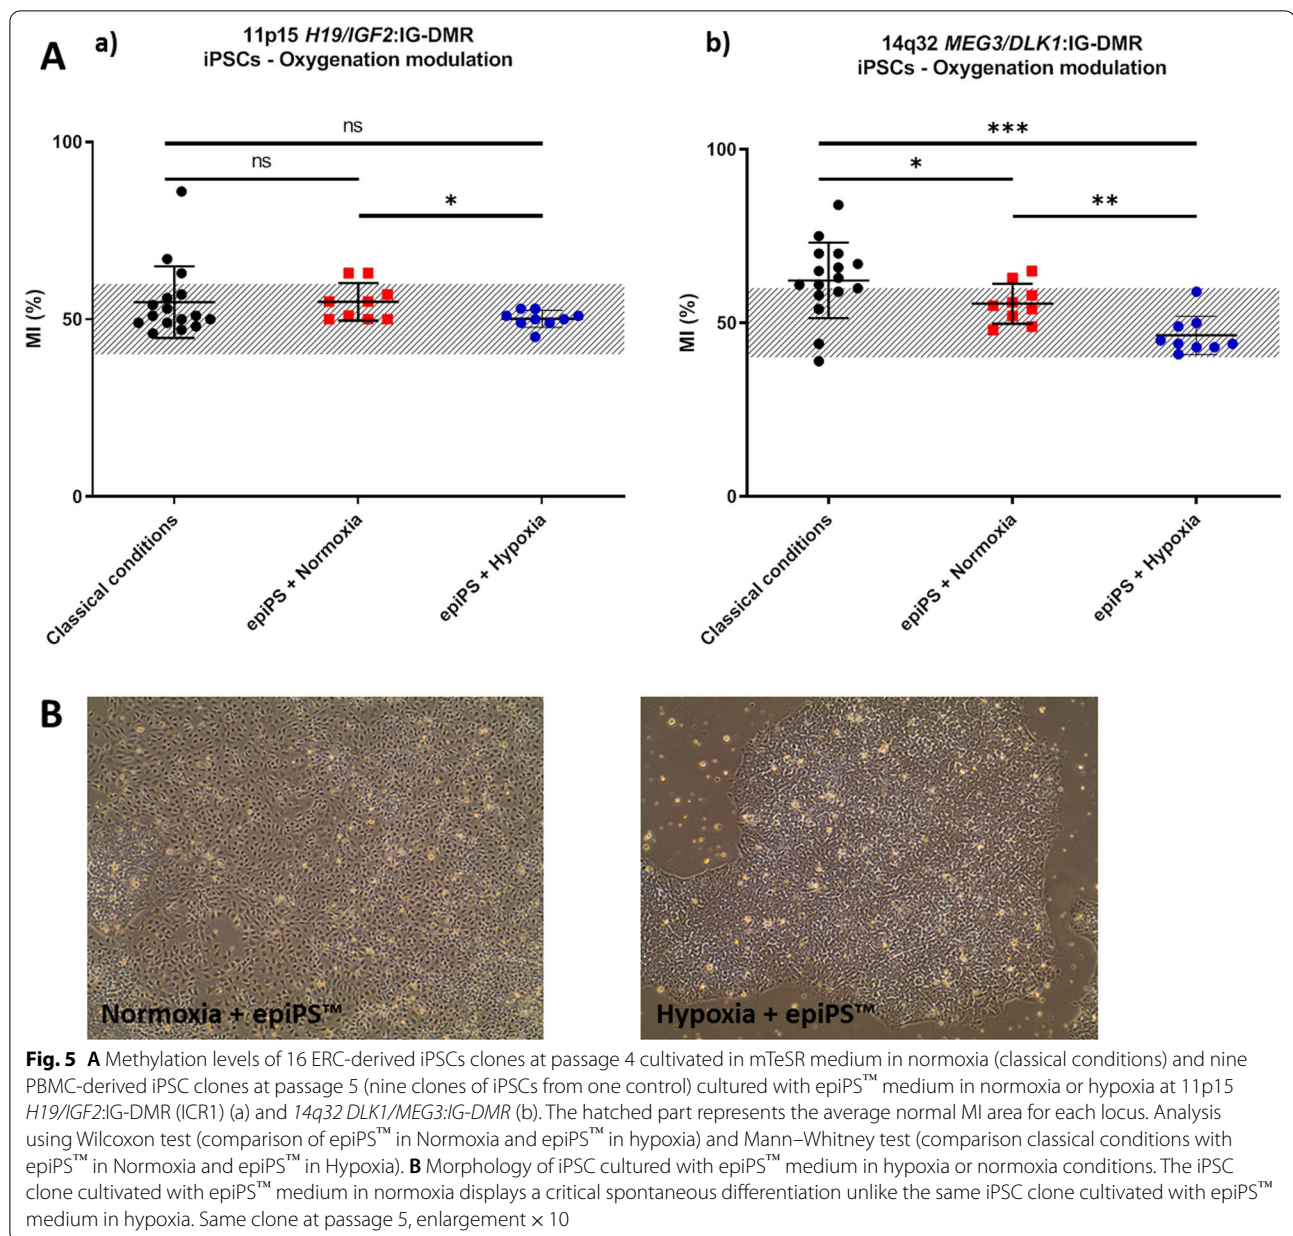 A
a)
11p15 H19/IGF2:IG-DMR
iPSCs - Oxygenation modulation
ns
ns
*
100
50
0
MI (%)
Classical conditions
epiPS + Normoxia
epiPS + Hypoxia
b)
14q32 MEG3/DLK1:IG-DMR
iPSCs - Oxygenation modulation
***
*
**
100
50
0
MI (%)
Classical conditions
epiPS + Normoxia
epiPS + Hypoxia
B
Normoxia + epiPS™
Hypoxia + epiPS™
Fig. 5 A Methylation levels of 16 ERC-derived iPSCs clones at passage 4 cultivated in mTeSR medium in normoxia (classical conditions) and nine
PBMC-derived iPSC clones at passage 5 (nine clones of iPSCs from one control) cultured with epiPS™ medium in normoxia or hypoxia at 11p15
H19/IGF2:IG-DMR (ICR1) (a) and 14q32 DLK1/MEG3:IG-DMR (b). The hatched part represents the average normal MI area for each locus. Analysis
using Wilcoxon test (comparison of epiPS™ in Normoxia and epiPS™ in hypoxia) and Mann–Whitney test (comparison classical conditions with
epiPS™ in Normoxia and epiPS™ in Hypoxia). B Morphology of iPSC cultured with epiPS™ medium in hypoxia or normoxia conditions. The iPSC
clone cultivated with epiPS™ medium in normoxia displays a critical spontaneous differentiation unlike the same iPSC clone cultivated with epiPS™
medium in hypoxia. Same clone at passage 5, enlargement × 10